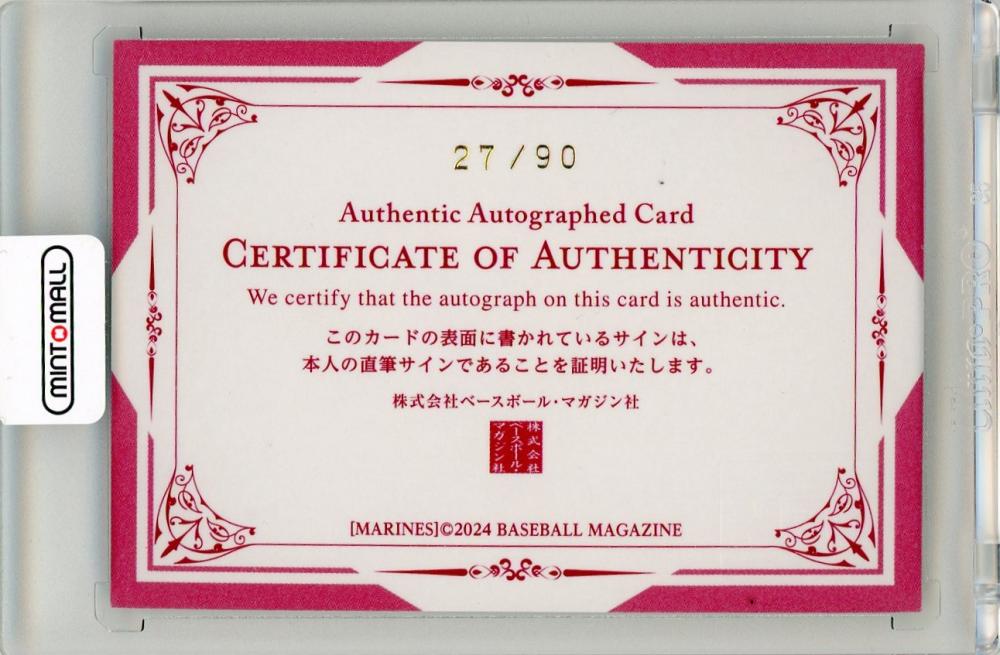 27/90
Authentic Autographed Card
CERTIFICATE OF AUTHENTICITY
We certify that the autograph on this card is authentic.
このカードの表面に書かれているサインは、
本人の直筆サインであることを証明いたします。
株式会社ベースボール・マガジン社
株式会社
ベースボール・
マガジン社
[MARINES]©2024 BASEBALL MAGAZINE
MINTOMALL